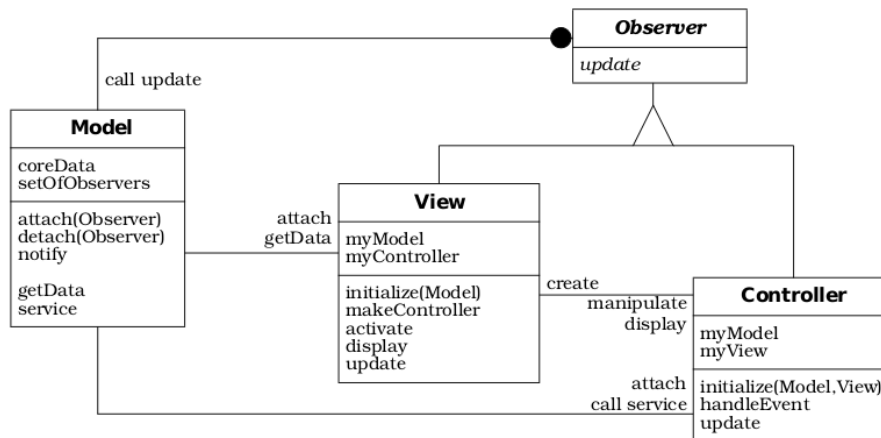 Observer
update
call update
Model
coreData
setOfObservers
attach(Observer)
detach(Observer)
notify
getData
service
attach
getData
View
myModel
myController
initialize(Model)
makeController
activate
display
update
create
manipulate
display
Controller
myModel
myView
attach
call service
initialize(Model,View)
handleEvent
update